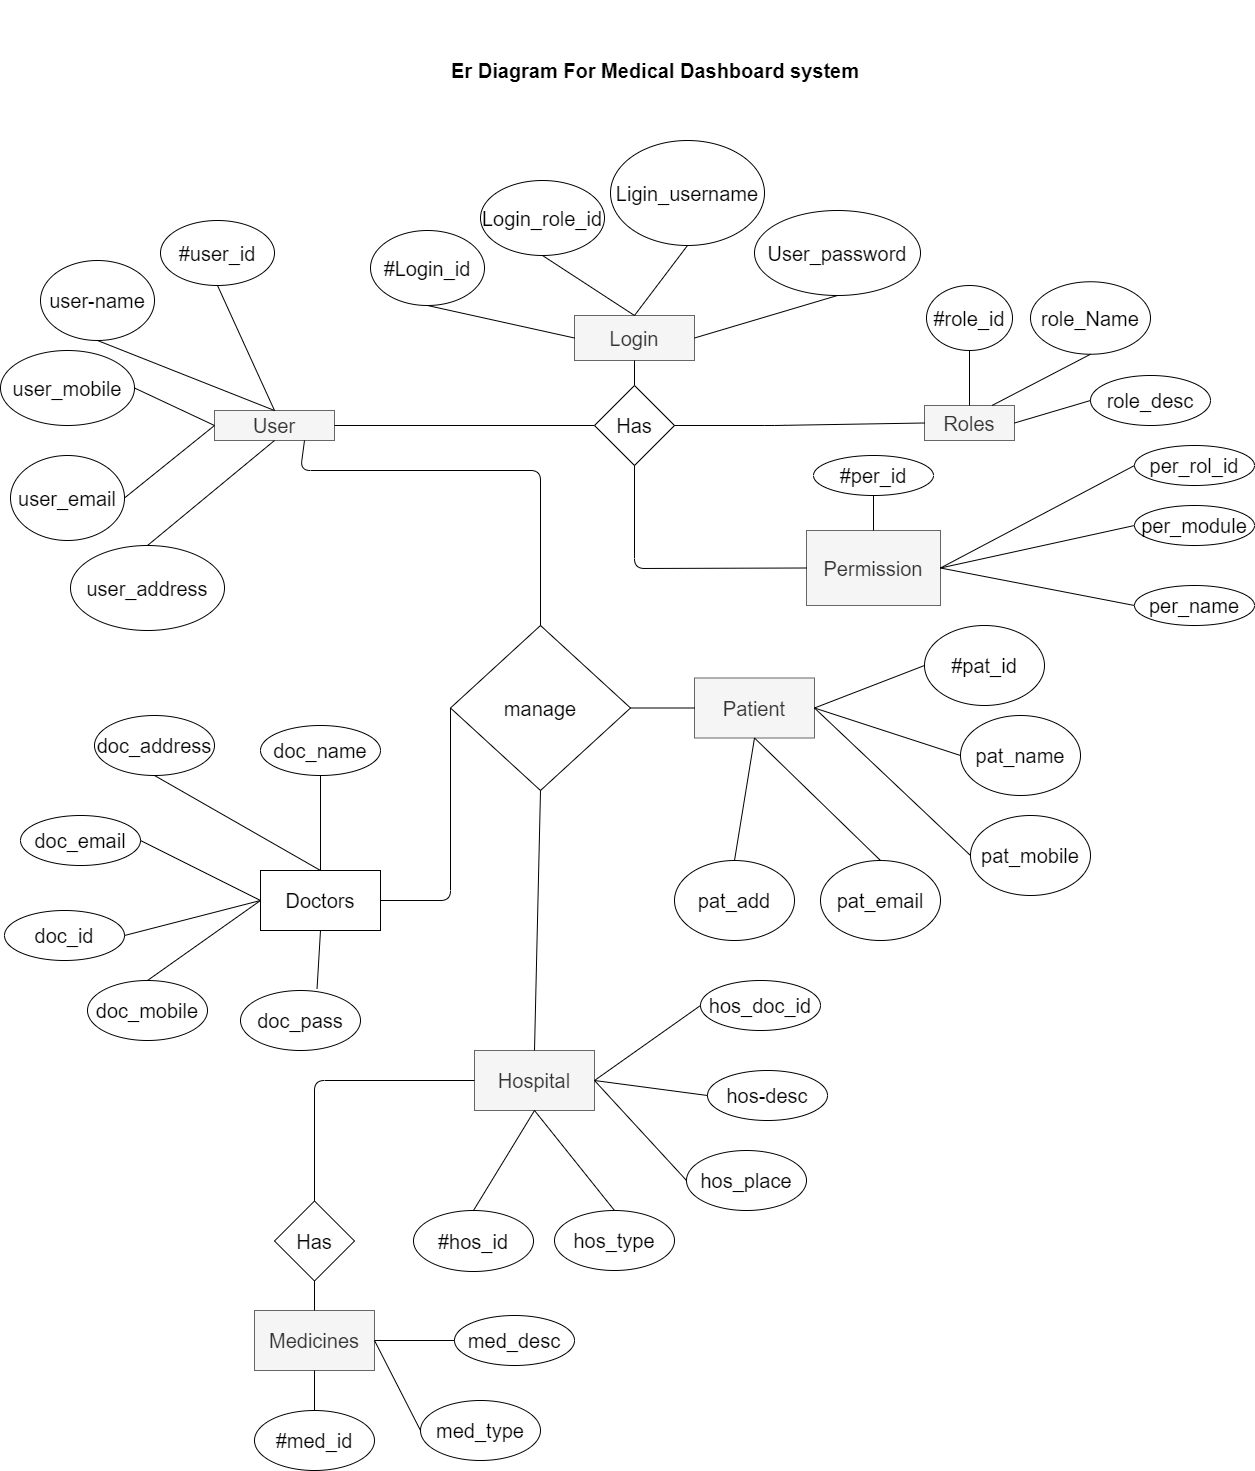 Er Diagram For Medical Dashboard system
Ligin_username
Login_role_id
User_password
#user_id
#Login_id
user-name
#role_id
role_Name
Login
user_mobile
role_desc
User
Has
Roles
per_rol_id
#per_id
user_email
per_module
Permission
user_address
per_name
#pat_id
manage
Patient
doc_address
doc_name
pat_name
doc_email
pat_mobile
Doctors
pat_add
pat_email
doc_id
hos_doc_id
doc_mobile
doc_pass
Hospital
hos-desc
hos_place
Has
#hos_id
hos_type
Medicines
med_desc
#med_id
med_type